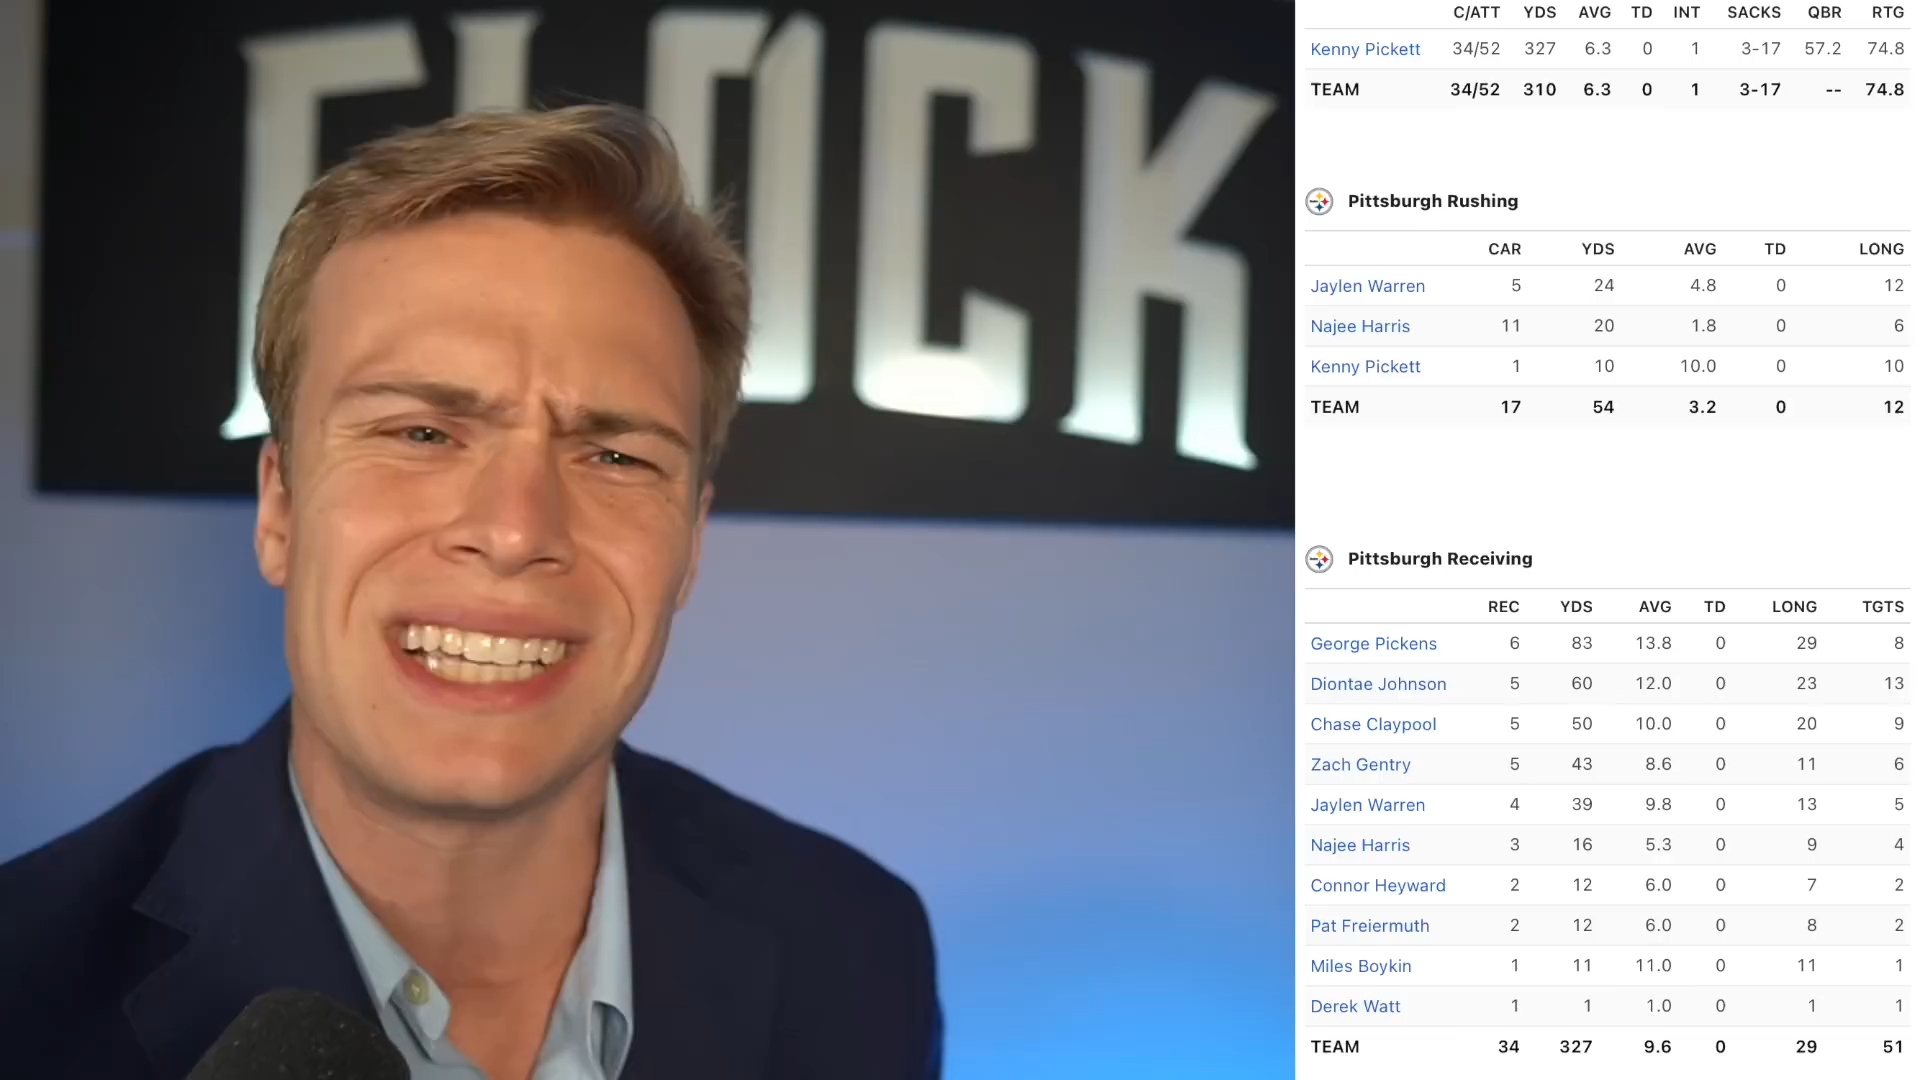 FLOCK
C/ATT YDS AVG TD INT SACKS QBR RTG
Kenny Pickett 34/52 327 6.3 0 1 3-17 57.2 74.8
TEAM 34/52 310 6.3 0 1 3-17 -- 74.8
Pittsburgh Rushing
CAR YDS AVG TD LONG
Jaylen Warren 5 24 4.8 0 12
Najee Harris 11 20 1.8 0 6
Kenny Pickett 1 10 10.0 0 10
TEAM 17 54 3.2 0 12
Pittsburgh Receiving
REC YDS AVG TD LONG TGTS
George Pickens 6 83 13.8 0 29 8
Diontae Johnson 5 60 12.0 0 23 13
Chase Claypool 5 50 10.0 0 20 9
Zach Gentry 5 43 8.6 0 11 6
Jaylen Warren 4 39 9.8 0 13 5
Najee Harris 3 16 5.3 0 9 4
Connor Heyward 2 12 6.0 0 7 2
Pat Freiermuth 2 12 6.0 0 8 2
Miles Boykin 1 11 11.0 0 11 1
Derek Watt 1 1 1.0 0 1 1
TEAM 34 327 9.6 0 29 51